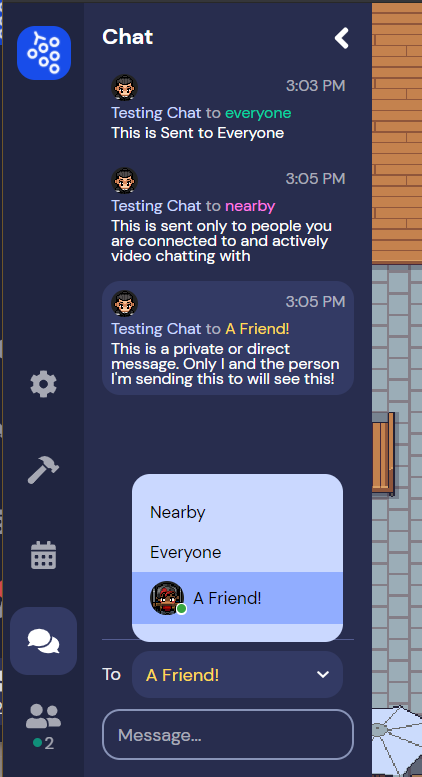 Chat
3:03 PM
Testing Chat to everyone
This is Sent to Everyone
3:05 PM
Testing Chat to nearby
This is sent only to people you
are connected to and actively
video chatting with
3:05 PM
Testing Chat to A Friend!
This is a private or direct
message. Only I and the person
I'm sending this to will see this!
Nearby
Everyone
A Friend!
To A Friend!
Message...
2